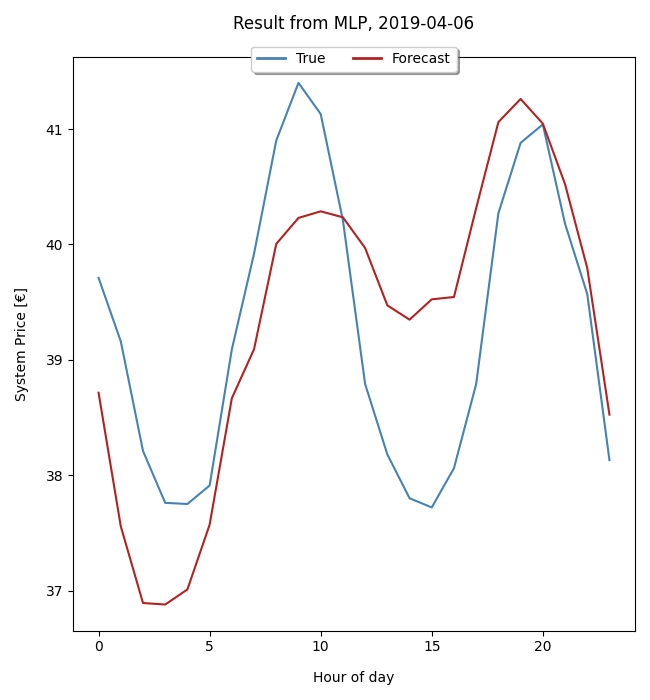 Result from MLP, 2019-04-06
True Forecast
System Price [€]
41
40
39
38
37
0 5 10 15 20
Hour of day